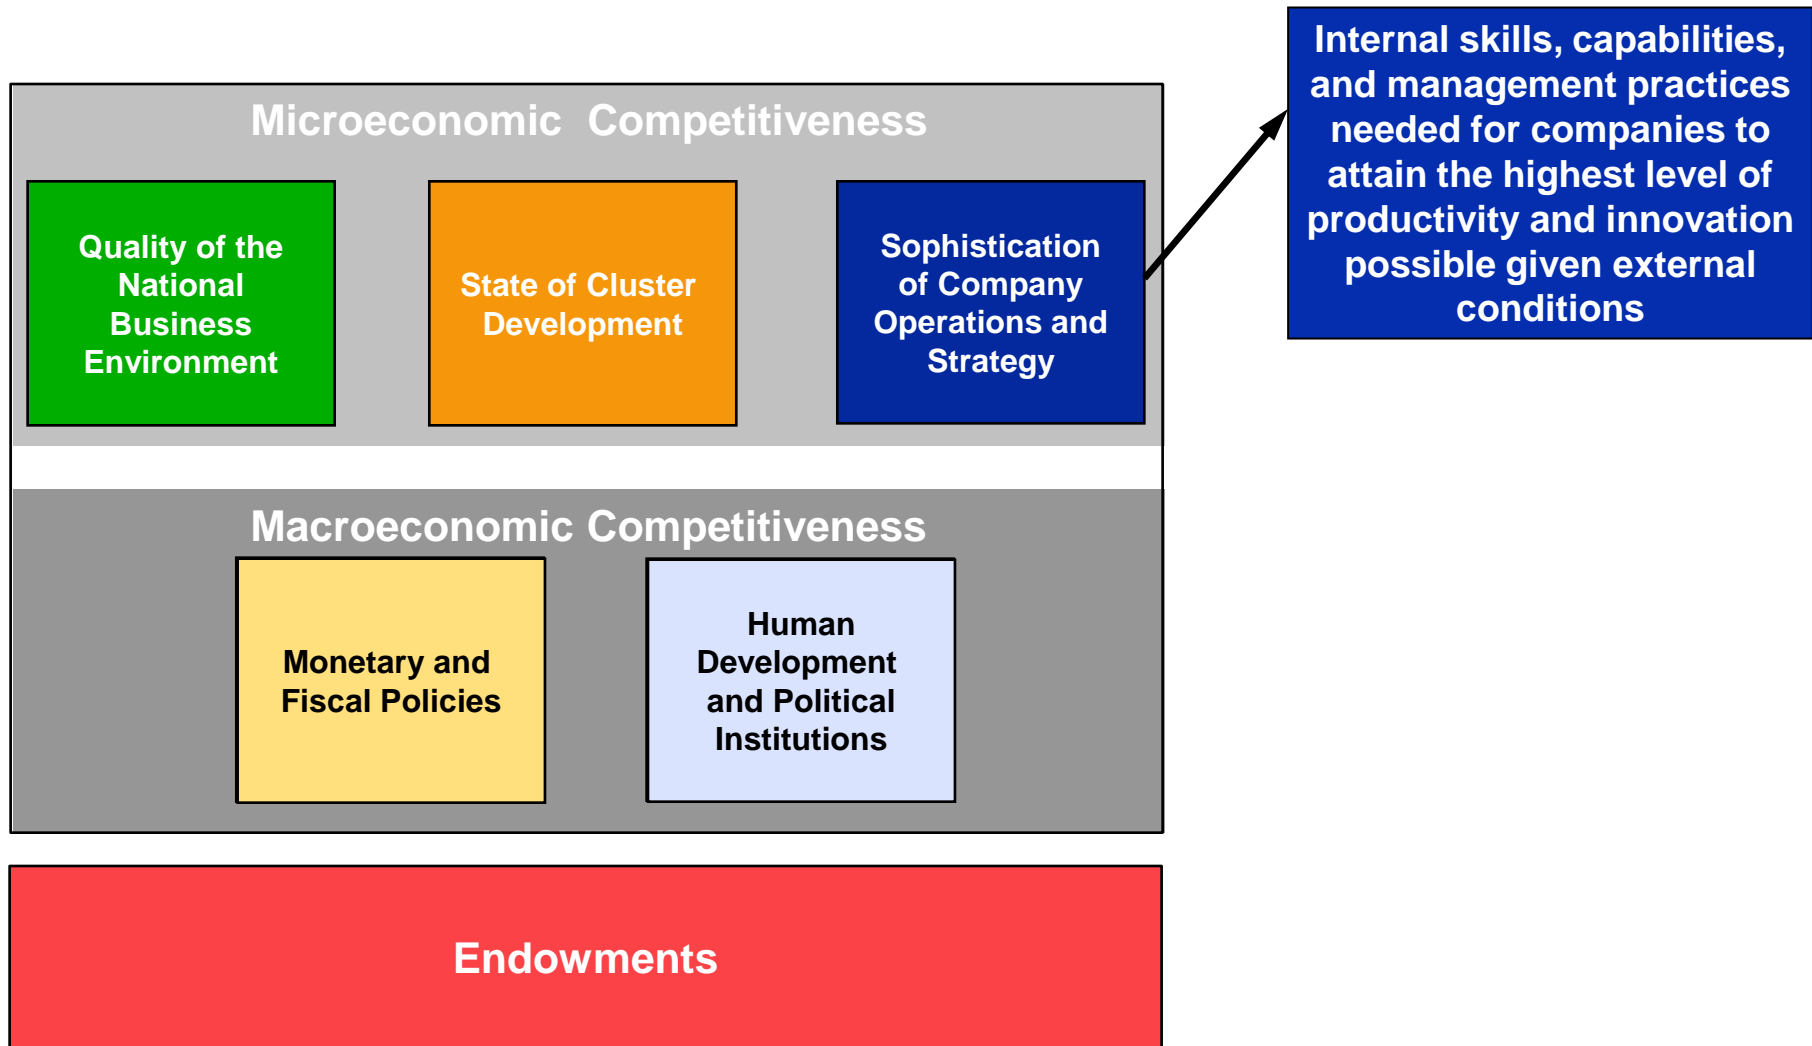 Internal skills, capabilities,
and management practices
needed for companies to
attain the highest level of
productivity and innovation
possible given external
conditions
Microeconomic Competitiveness
Quality of the
National
Business
Environment
State of Cluster
Development
Sophistication
of Company
Operations and
Strategy
Macroeconomic Competitiveness
Monetary and
Fiscal Policies
Human
Development
and Political
Institutions
Endowments